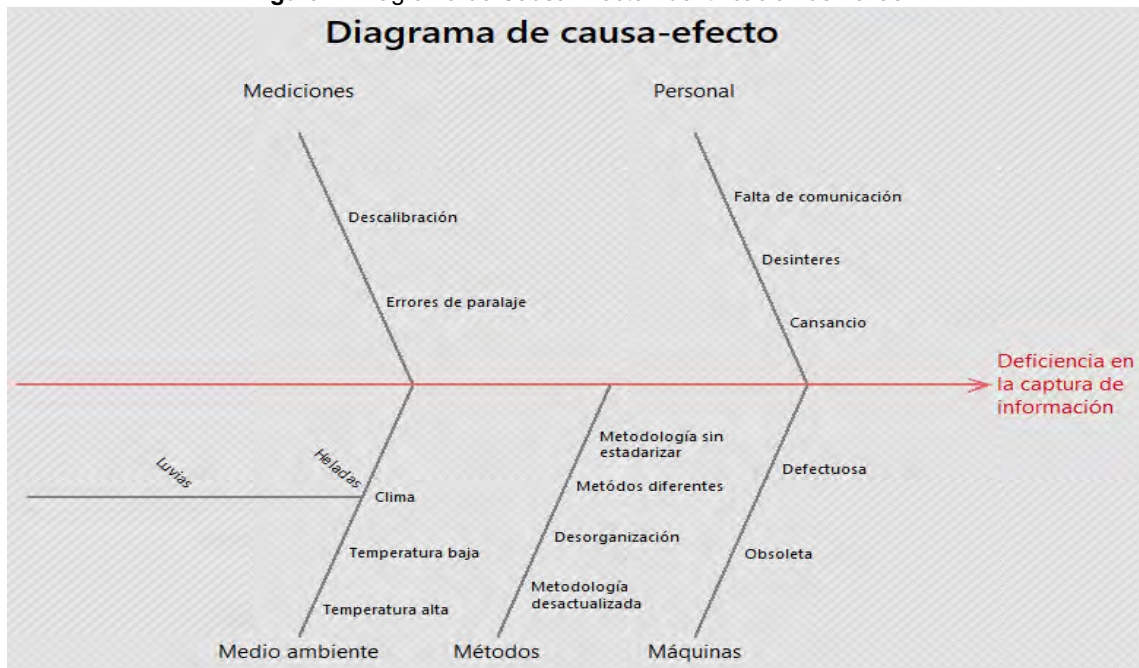 Diagrama de causa-efecto
Mediciones
Personal
Descalibración
Errores de paralaje
Falta de comunicación
Desinteres
Cansancio
Deficiencia en
la captura de
información
Luvias
Heladas
Clima
Temperatura baja
Temperatura alta
Metodología sin
estadarizar
Metódos diferentes
Desorganización
Metodología
desactualizada
Defectuosa
Obsoleta
Medio ambiente
Métodos
Máquinas